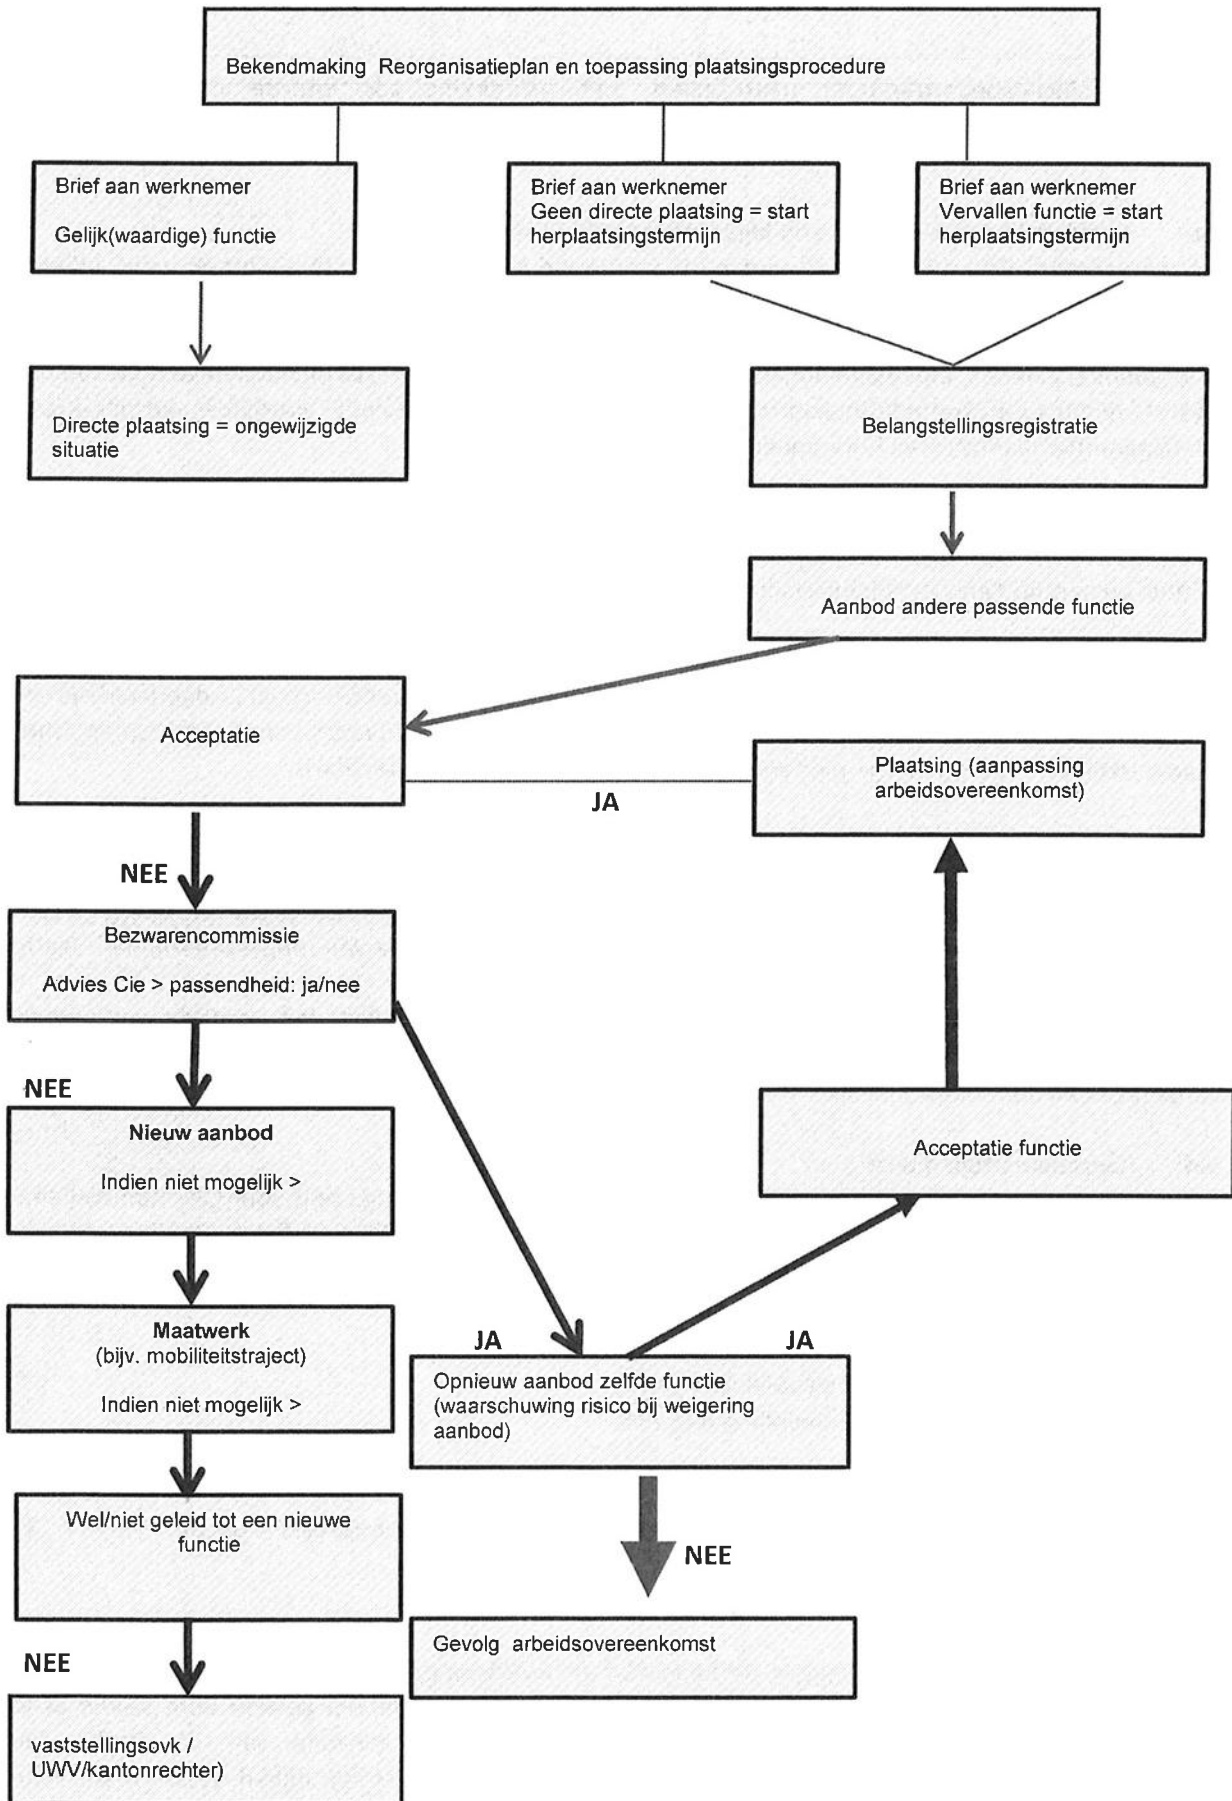 Bekendmaking Reorganisatieplan en toepassing plaatsingsprocedure
Brief aan werknemer
Gelijk(waardige) functie
Brief aan werknemer
Geen directe plaatsing = start
herplaatsingstermijn
Brief aan werknemer
Vervallen functie = start
herplaatsingstermijn
Directe plaatsing = ongewijzigde
situatie
Belangstellingsregistratie
Aanbod andere passende functie
Acceptatie
JA
Plaatsing (aanpassing
arbeidsovereenkomst)
NEE
Bezwarencommissie
Advies Cie > passendheid: ja/nee
NEE
Nieuw aanbod
Indien niet mogelijk >
Acceptatie functie
Maatwerk
(bijv. mobiliteitstraject)
Indien niet mogelijk >
JA
JA
Opnieuw aanbod zelfde functie
(waarschuwing risico bij weigering
aanbod)
Wel/niet geleid tot een nieuwe
functie
NEE
Gevolg arbeidsovereenkomst
NEE
vaststellingsovk /
UWV/kantonrechter)